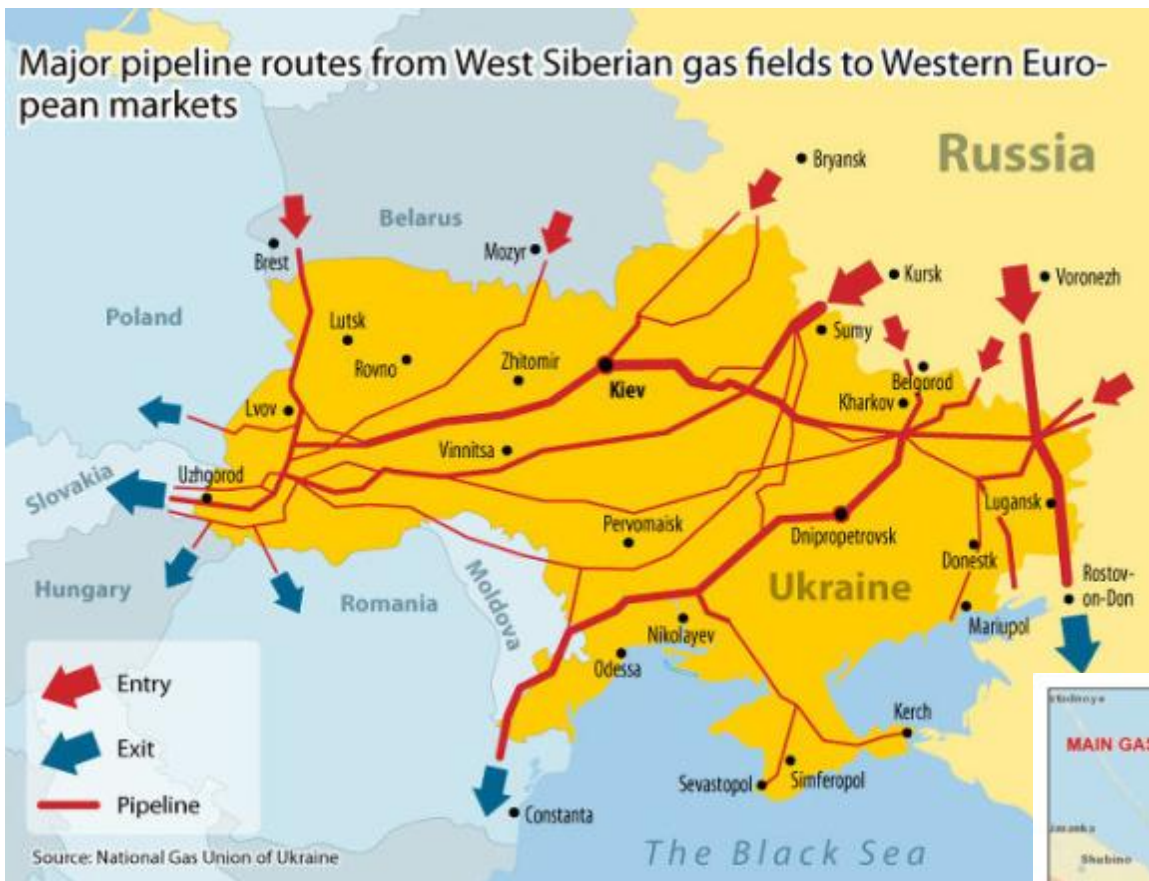 Major pipeline routes from West Siberian gas fields to Western Euro-
pean markets
Russia
Bryansk
Belarus
Brest
Mozyr
Kursk
Voronezh
Poland
Lutsk
Rovno
Zhitomir
Kiev
Sumy
Belgorod
Kharkov
Lvov
Vinnitsa
Uzhgorod
Slovakia
Pervomaisk
Dnipropetrovsk
Lugansk
Donestk
Hungary
Romania
Moldova
Ukraine
Rostov-
on-Don
Mariupol
Nikolayev
Odessa
Kerch
Sevastopol
Simferopol
Constanta
The Black Sea
Entry
Exit
Pipeline
Source: National Gas Union of Ukraine
MAIN GAS
Shubino